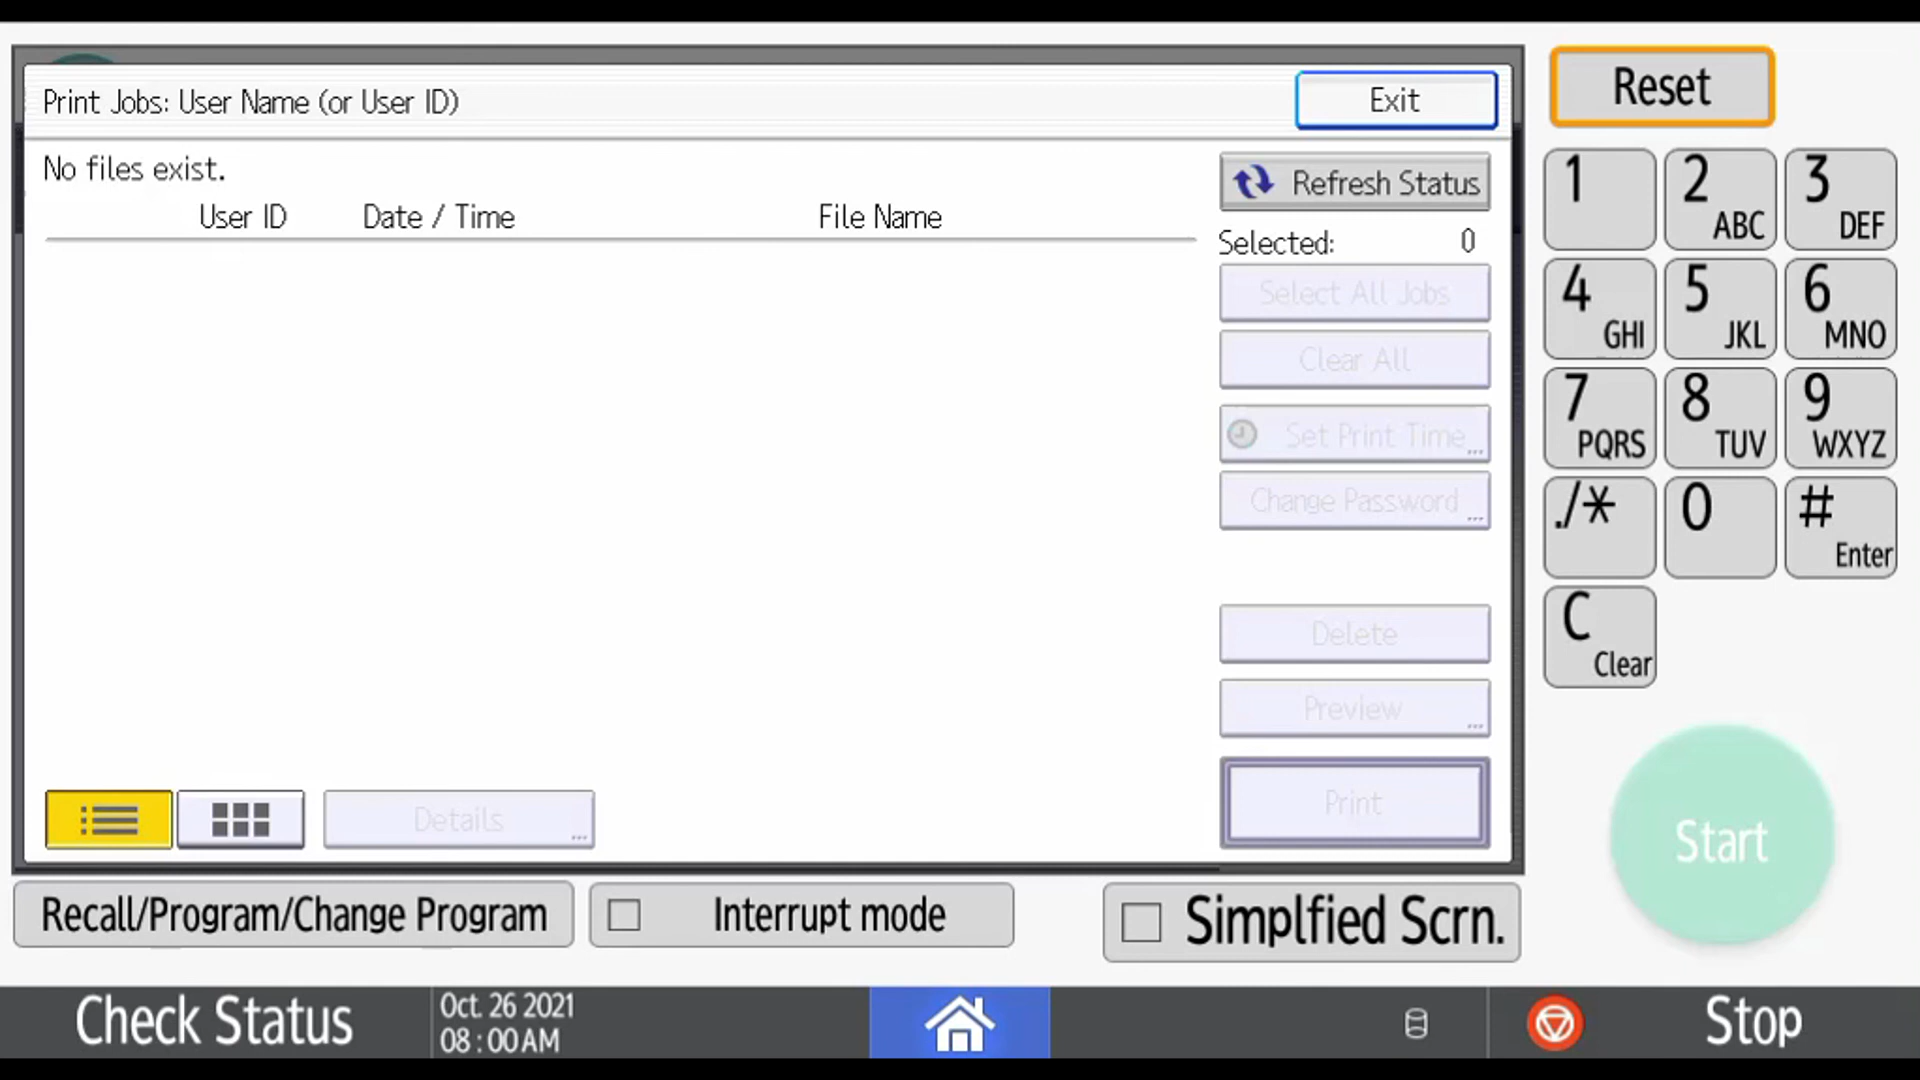 Print Jobs: User Name (or User ID)
Exit
Reset
No files exist.
Refresh Status
User ID Date / Time File Name
Selected: 0
Select All Jobs
Clear All
Set Print Time...
Change Password...
Delete
Preview...
Print
Details...
1
2 ABC
3 DEF
4 GHI
5 JKL
6 MNO
7 PQRS
8 TUV
9 WXYZ
./*
0
# Enter
C Clear
Start
Recall/Program/Change Program
Interrupt mode
Simplfied Scrn.
Check Status
Oct. 26 2021
08:00AM
Stop